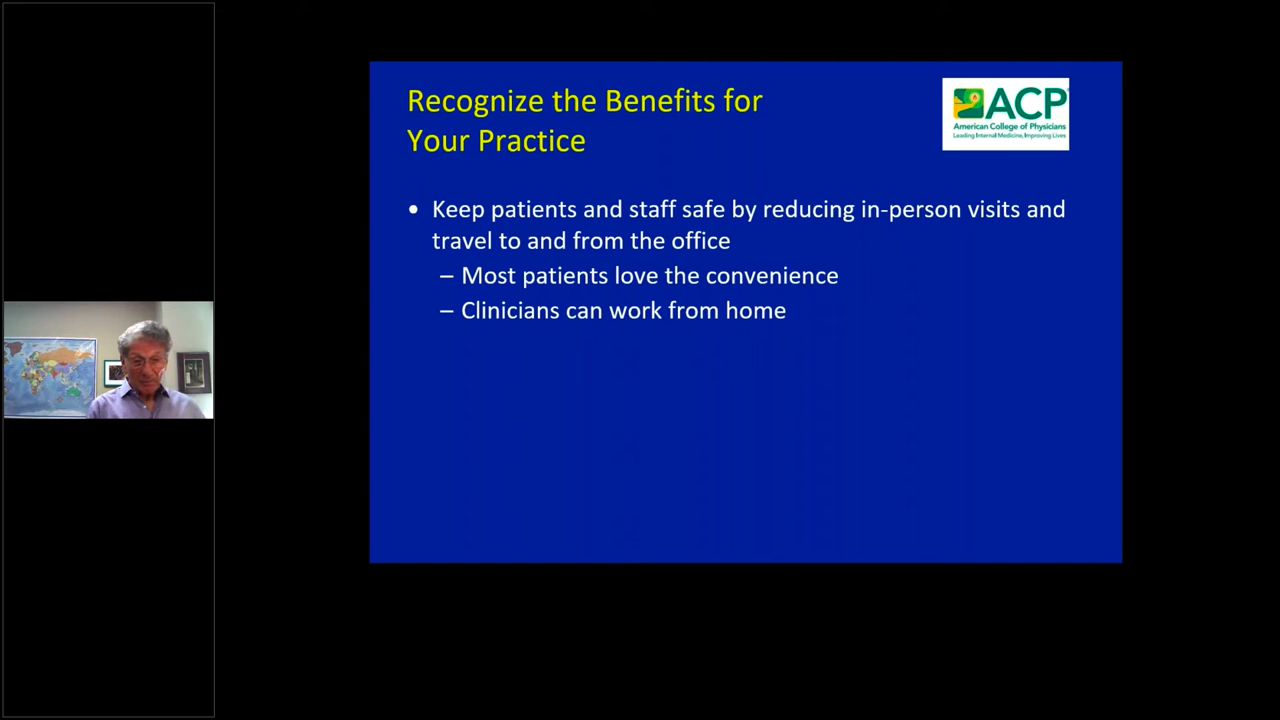 Recognize the Benefits for
Your Practice
ACP
American College of Physicians
Leading Internal Medicine, Improving Lives
• Keep patients and staff safe by reducing in-person visits and
travel to and from the office
– Most patients love the convenience
– Clinicians can work from home